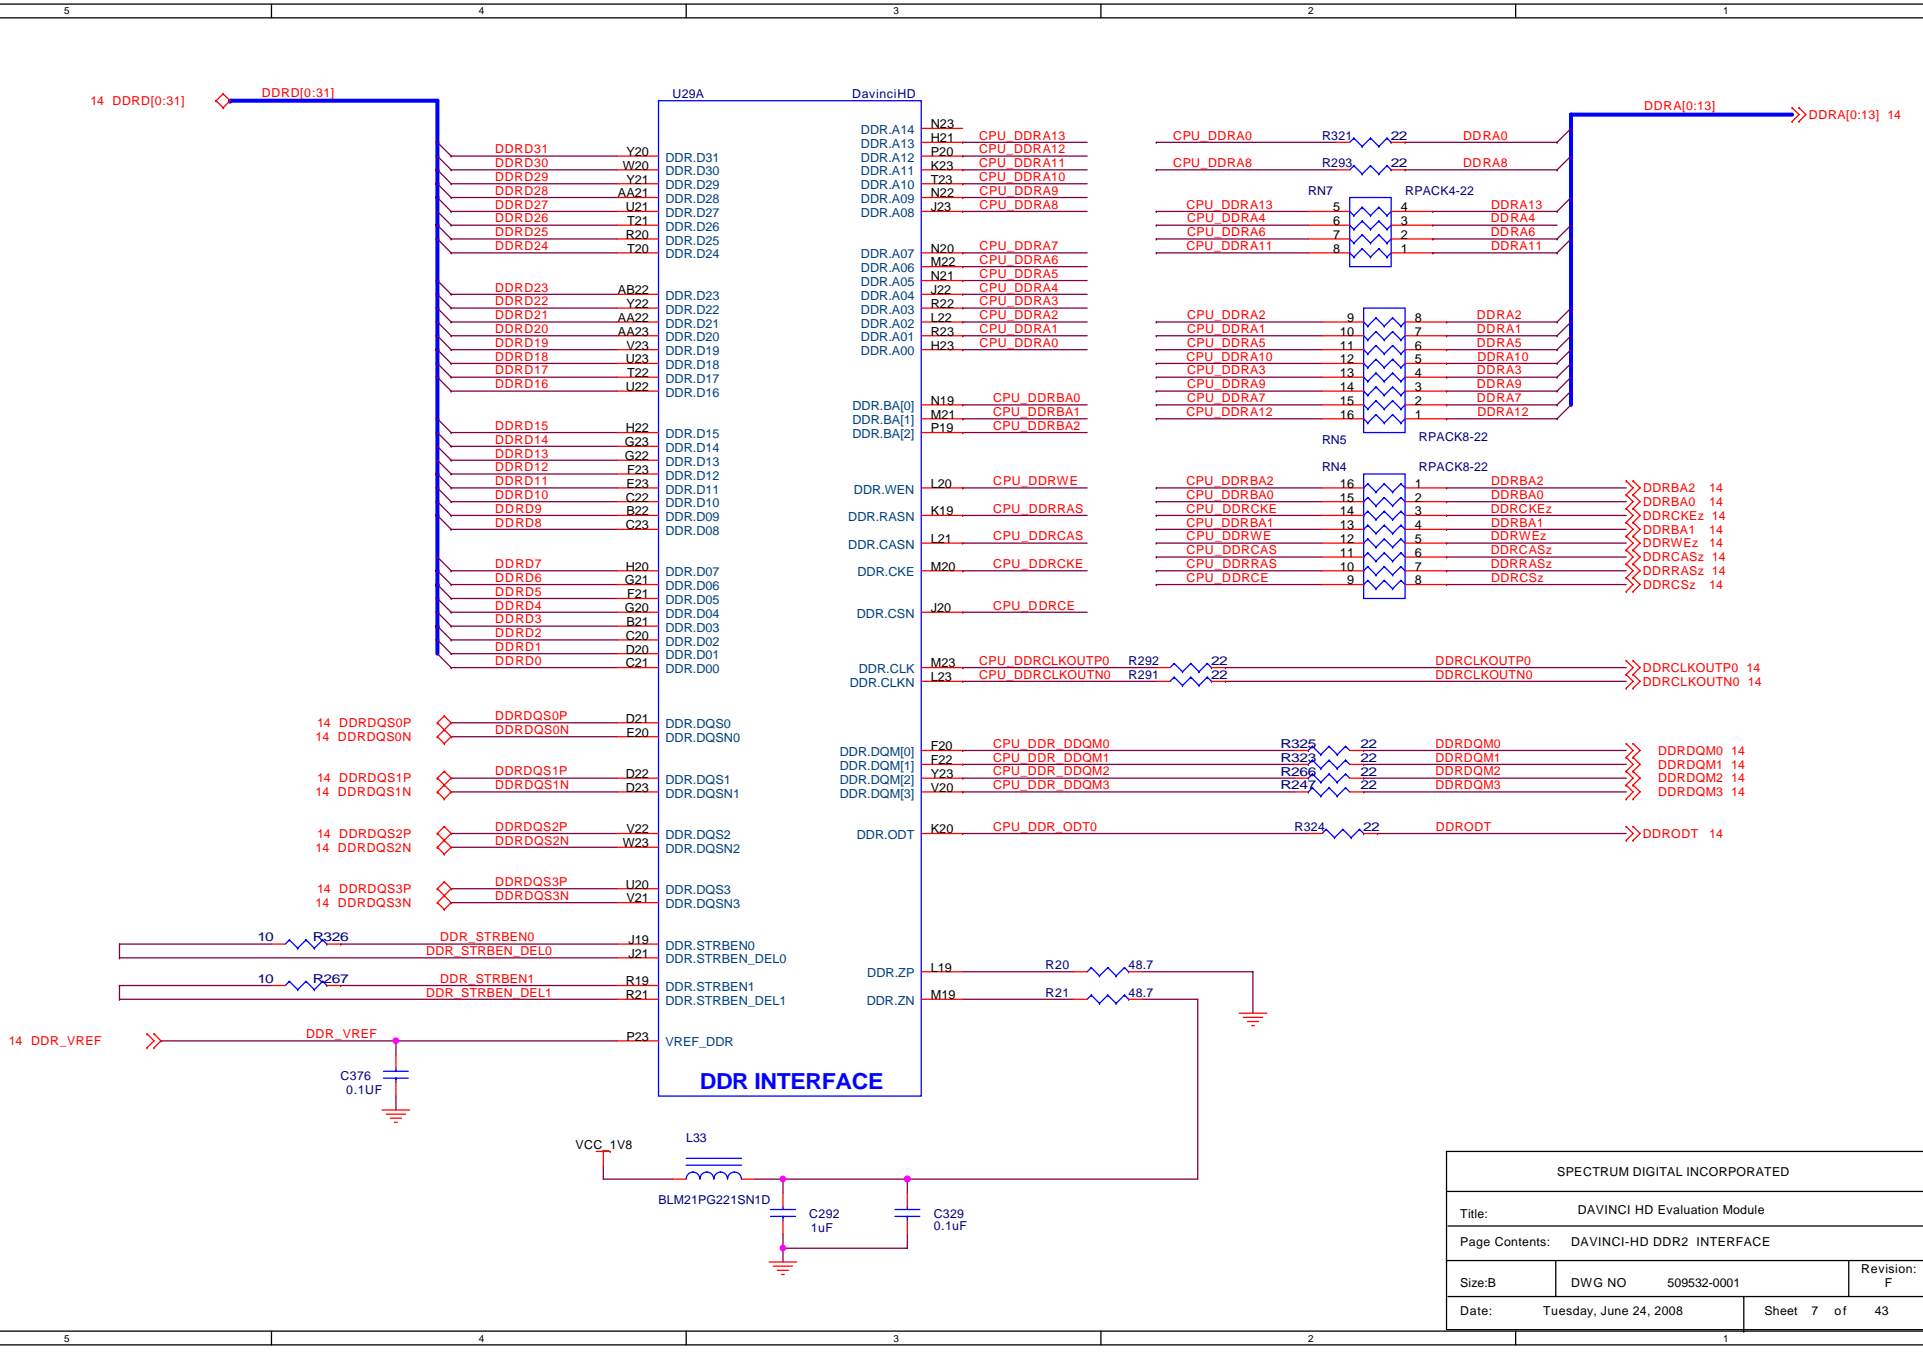 5 4 3 2 1
14 DDRD[0:31] DDRD[0:31]
U29A DavinciHD
DDRA[0:13] DDRA[0:13] 14
DDRD31 Y20 DDR.D31
DDRD30 W20 DDR.D30
DDRD29 Y21 DDR.D29
DDRD28 AA21 DDR.D28
DDRD27 U21 DDR.D27
DDRD26 T21 DDR.D26
DDRD25 R20 DDR.D25
DDRD24 T20 DDR.D24
DDRD23 AB22 DDR.D23
DDRD22 Y22 DDR.D22
DDRD21 AA22 DDR.D21
DDRD20 AA23 DDR.D20
DDRD19 V23 DDR.D19
DDRD18 U23 DDR.D18
DDRD17 T22 DDR.D17
DDRD16 U22 DDR.D16
DDRD15 H22 DDR.D15
DDRD14 G23 DDR.D14
DDRD13 G22 DDR.D13
DDRD12 F23 DDR.D12
DDRD11 E23 DDR.D11
DDRD10 C22 DDR.D10
DDRD9 B22 DDR.D09
DDRD8 C23 DDR.D08
DDRD7 H20 DDR.D07
DDRD6 G21 DDR.D06
DDRD5 F21 DDR.D05
DDRD4 G20 DDR.D04
DDRD3 B21 DDR.D03
DDRD2 C20 DDR.D02
DDRD1 D20 DDR.D01
DDRD0 C21 DDR.D00
14 DDRDQS0P DDRDQS0P D21 DDR.DQS0
14 DDRDQS0N DDRDQS0N E20 DDR.DQSN0
14 DDRDQS1P DDRDQS1P D22 DDR.DQS1
14 DDRDQS1N DDRDQS1N D23 DDR.DQSN1
14 DDRDQS2P DDRDQS2P V22 DDR.DQS2
14 DDRDQS2N DDRDQS2N W23 DDR.DQSN2
14 DDRDQS3P DDRDQS3P U20 DDR.DQS3
14 DDRDQS3N DDRDQS3N V21 DDR.DQSN3
10 R326 DDR_STRBEN0 J19 DDR.STRBEN0
DDR_STRBEN_DEL0 J21 DDR.STRBEN_DEL0
10 R267 DDR_STRBEN1 R19 DDR.STRBEN1
DDR_STRBEN_DEL1 R21 DDR.STRBEN_DEL1
14 DDR_VREF DDR_VREF P23 VREF_DDR
C376
0.1UF
DDR INTERFACE
DDR.A14 N23
DDR.A13 H21 CPU_DDRA13
DDR.A12 P20 CPU_DDRA12
DDR.A11 K23 CPU_DDRA11
DDR.A10 T23 CPU_DDRA10
DDR.A09 N22 CPU_DDRA9
DDR.A08 J23 CPU_DDRA8
DDR.A07 N20 CPU_DDRA7
DDR.A06 M22 CPU_DDRA6
DDR.A05 N21 CPU_DDRA5
DDR.A04 J22 CPU_DDRA4
DDR.A03 R22 CPU_DDRA3
DDR.A02 L22 CPU_DDRA2
DDR.A01 R23 CPU_DDRA1
DDR.A00 H23 CPU_DDRA0
DDR.BA[0] N19 CPU_DDRBA0
DDR.BA[1] M21 CPU_DDRBA1
DDR.BA[2] P19 CPU_DDRBA2
DDR.WEN L20 CPU_DDRWE
DDR.RASN K19 CPU_DDRRAS
DDR.CASN L21 CPU_DDRCAS
DDR.CKE M20 CPU_DDRCKE
DDR.CSN J20 CPU_DDRCE
DDR.CLK M23 CPU_DDRCLKOUTP0 R292 22 DDRCLKOUTP0 DDRCLKOUTP0 14
DDR.CLKN L23 CPU_DDRCLKOUTN0 R291 22 DDRCLKOUTN0 DDRCLKOUTN0 14
DDR.DQM[0] F20 CPU_DDR_DDQM0 R325 22 DDRDQM0 DDRDQM0 14
DDR.DQM[1] F22 CPU_DDR_DDQM1 R323 22 DDRDQM1 DDRDQM1 14
DDR.DQM[2] Y23 CPU_DDR_DDQM2 R266 22 DDRDQM2 DDRDQM2 14
DDR.DQM[3] V20 CPU_DDR_DDQM3 R247 22 DDRDQM3 DDRDQM3 14
DDR.ODT K20 CPU_DDR_ODT0 R324 22 DDRODT DDRODT 14
DDR.ZP L19 R20 48.7
DDR.ZN M19 R21 48.7
CPU_DDRA0 R321 22 DDRA0
CPU_DDRA8 R293 22 DDRA8
RN7 RPACK4-22
CPU_DDRA13 5 4 DDRA13
CPU_DDRA4 6 3 DDRA4
CPU_DDRA6 7 2 DDRA6
CPU_DDRA11 8 1 DDRA11
CPU_DDRA2 9 8 DDRA2
CPU_DDRA1 10 7 DDRA1
CPU_DDRA5 11 6 DDRA5
CPU_DDRA10 12 5 DDRA10
CPU_DDRA3 13 4 DDRA3
CPU_DDRA9 14 3 DDRA9
CPU_DDRA7 15 2 DDRA7
CPU_DDRA12 16 1 DDRA12
RN5 RPACK8-22
RN4 RPACK8-22
CPU_DDRBA2 16 1 DDRBA2 DDRBA2 14
CPU_DDRBA0 15 2 DDRBA0 DDRBA0 14
CPU_DDRCKE 14 3 DDRCKEz DDRCKEz 14
CPU_DDRBA1 13 4 DDRBA1 DDRBA1 14
CPU_DDRWE 12 5 DDRWEz DDRWEz 14
CPU_DDRCAS 11 6 DDRCASz DDRCASz 14
CPU_DDRRAS 10 7 DDRRASz DDRRASz 14
CPU_DDRCE 9 8 DDRCSz DDRCSz 14
VCC_1V8 L33
BLM21PG221SN1D
C292
1uF
C329
0.1uF
SPECTRUM DIGITAL INCORPORATED
Title: DAVINCI HD Evaluation Module
Page Contents: DAVINCI-HD DDR2 INTERFACE
Size:B DWG NO 509532-0001 Revision: F
Date: Tuesday, June 24, 2008 Sheet 7 of 43
5 4 3 2 1